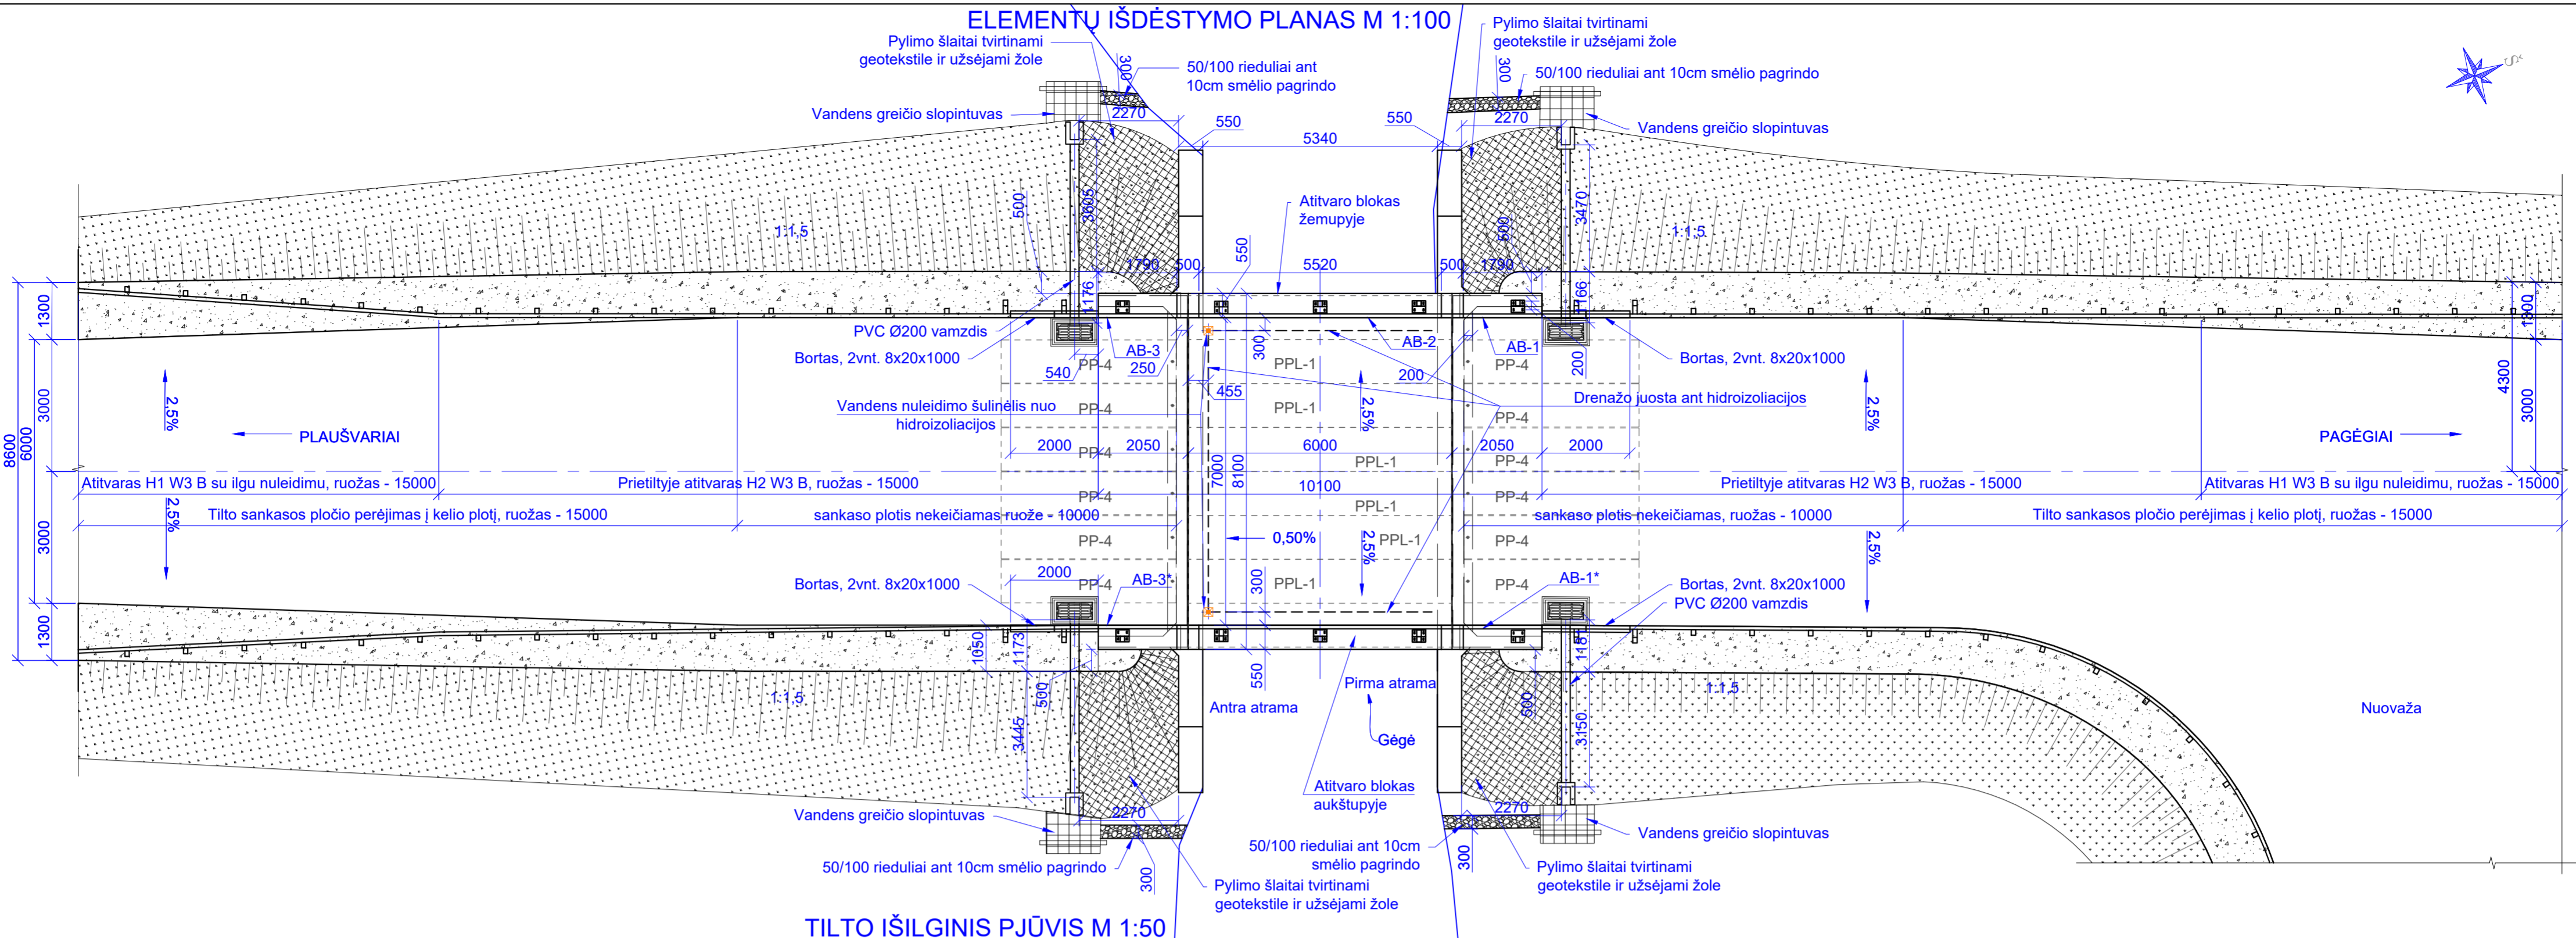 ELEMENTŲ IŠDĖSTYMO PLANAS M 1:100
Pylimo šlaitai tvirtinami
geotekstile ir užsėjami žole
300
50/100 rieduliai ant
10cm smėlio pagrindo
Pylimo šlaitai tvirtinami
geotekstile ir užsėjami žole
300
50/100 rieduliai ant 10cm smėlio pagrindo
Vandens greičio slopintuvas
2270
550
5340
550
2270
Vandens greičio slopintuvas
500
3605
1:1,5
Atitvaro blokas
žemupyje
550
3470
500
1:1,5
1790
500
5520
500
1790
1300
1176
1166
1300
PVC Ø200 vamzdis
Bortas, 2vnt. 8x20x1000
AB-3
250
540
300
AB-2
AB-1
200
200
Bortas, 2vnt. 8x20x1000
4300
3000
PP-4
PPL-1
PP-4
455
Vandens nuleidimo šulinėlis nuo
hidroizoliacijos
Drenažo juosta ant hidroizoliacijos
3000
2,5%
PP-4
PPL-1
2,5%
PP-4
2,5%
PLAUŠVARIAI
PAGĖGIAI
PP-4
PP-4
8600
6000
2000
2050
6000
2050
2000
PP-4
PPL-1
PP-4
7000
8100
Atitvaras H1 W3 B su ilgu nuleidimu, ruožas - 15000
Prietiltyje atitvaras H2 W3 B, ruožas - 15000
10100
Prietiltyje atitvaras H2 W3 B, ruožas - 15000
Atitvaras H1 W3 B su ilgu nuleidimu, ruožas - 15000
PP-4
PPL-1
PP-4
Tilto sankasos pločio perėjimas į kelio plotį, ruožas - 15000
sankaso plotis nekeičiamas ruože - 10000
sankaso plotis nekeičiamas, ruožas - 10000
Tilto sankasos pločio perėjimas į kelio plotį, ruožas - 15000
3000
2,5%
PP-4
0,50%
2,5%
PPL-1
PP-4
2,5%
Bortas, 2vnt. 8x20x1000
2000
PP-4
AB-3*
300
PPL-1
PP-4
AB-1*
Bortas, 2vnt. 8x20x1000
PVC Ø200 vamzdis
1300
1050
1173
500
550
500
1:1,5
Pirma atrama
Antra atrama
1:1,5
Nuovaža
3445
Gėgė
3150
Atitvaro blokas
aukštupyje
Vandens greičio slopintuvas
2270
2270
Vandens greičio slopintuvas
50/100 rieduliai ant 10cm smėlio pagrindo
300
50/100 rieduliai ant 10cm
smėlio pagrindo
300
Pylimo šlaitai tvirtinami
geotekstile ir užsėjami žole
Pylimo šlaitai tvirtinami
geotekstile ir užsėjami žole
TILTO IŠILGINIS PJŪVIS M 1:50